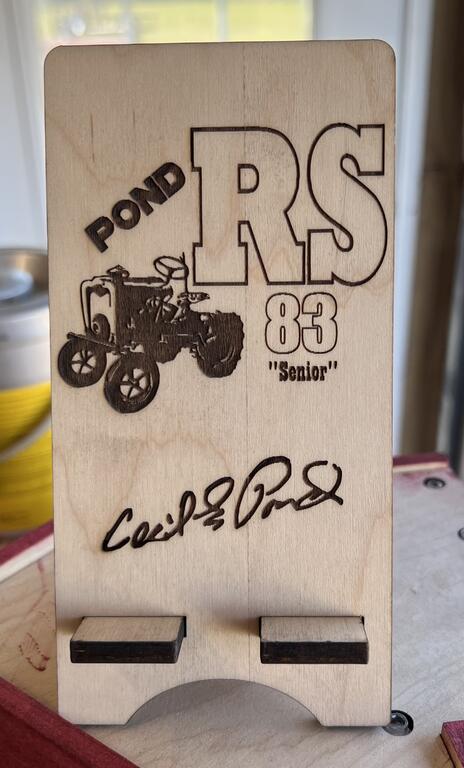 RS
POND
83
"Senior"
Cecil E Pond